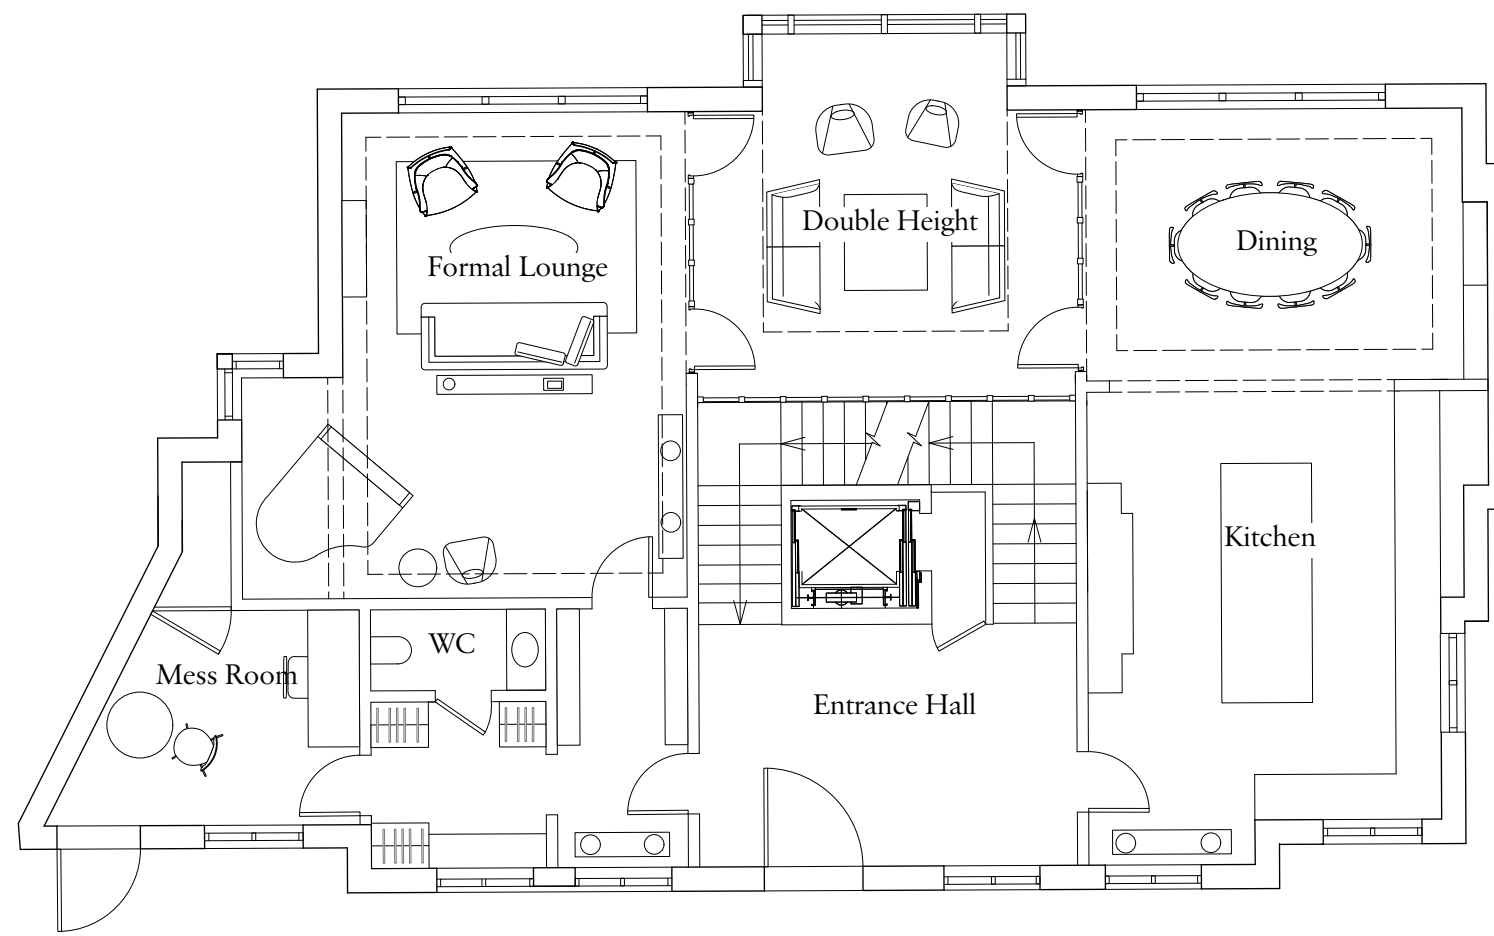 Double Height
Dining
Formal Lounge
Kitchen
WC
Mess Room
Entrance Hall